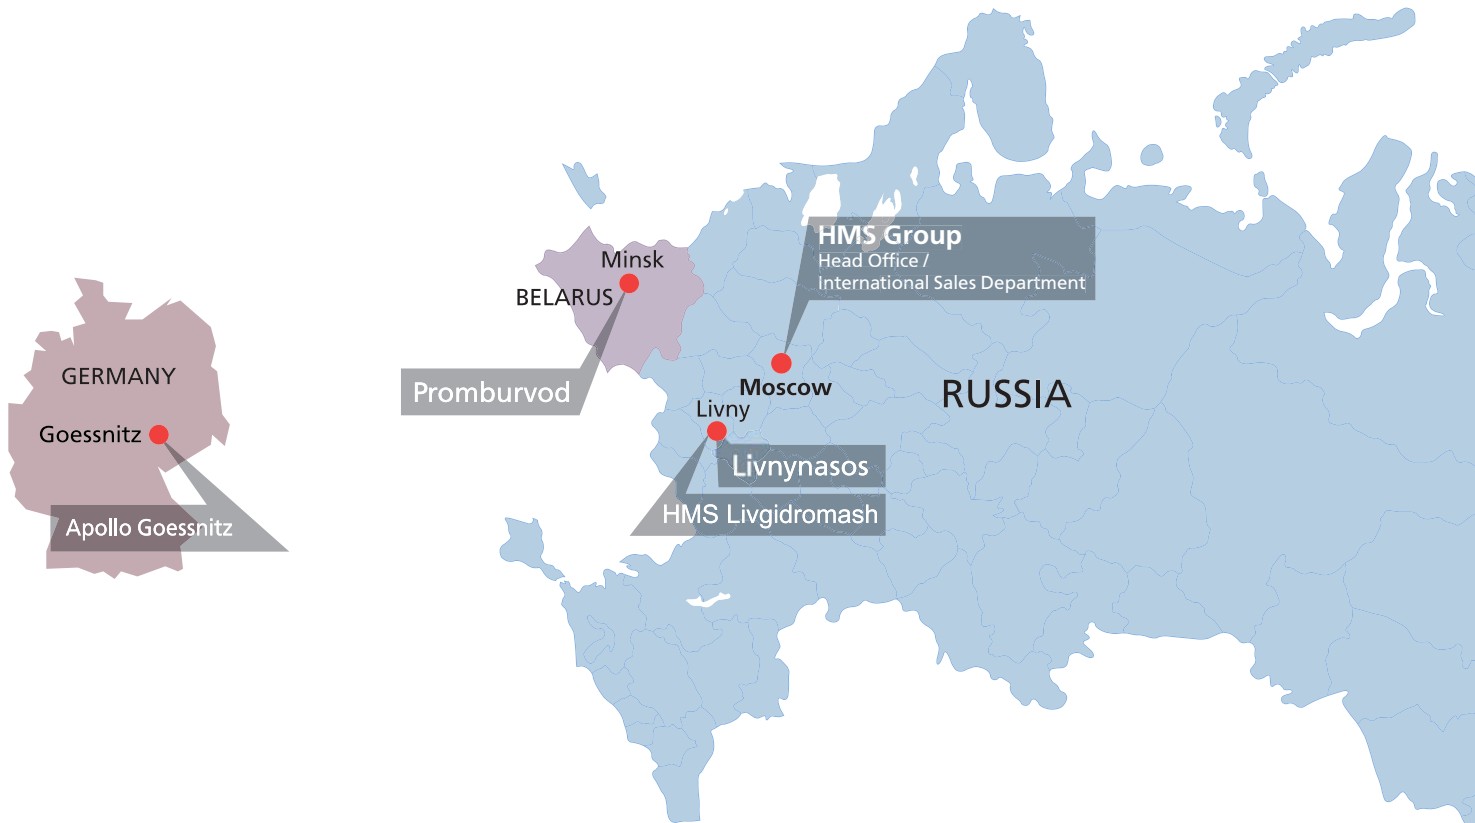 HMS Group
Head Office /
International Sales Department
Minsk
BELARUS
GERMANY
Promburvod
Moscow
RUSSIA
Livny
Goessnitz
Livnynasos
HMS Livgidromash
Apollo Goessnitz